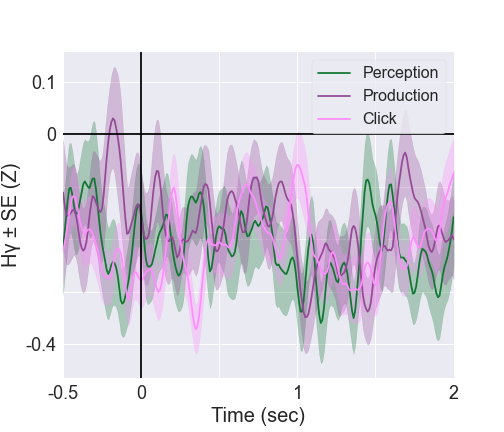 Perception
Production
Click
0.1
0
-0.4
Hγ ± SE (Z)
-0.5
0
1
2
Time (sec)